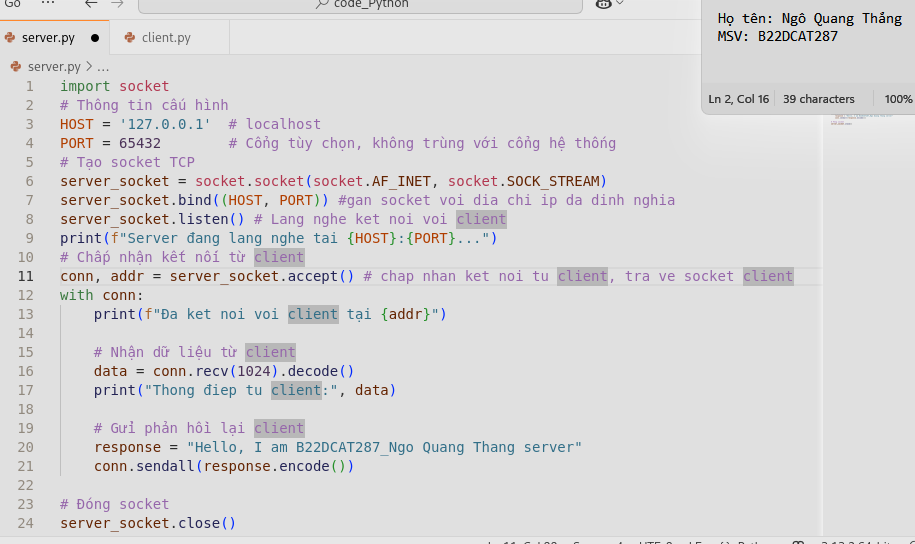 Go ··· code_Python
Họ tên: Ngô Quang Thắng
MSV: B22DCAT287
Ln 2, Col 16 39 characters 100%
server.py client.py
server.py > ...
1 import socket
2 # Thông tin cấu hình
3 HOST = '127.0.0.1'  # localhost
4 PORT = 65432        # Cổng tùy chọn, không trùng với cổng hệ thống
5 # Tạo socket TCP
6 server_socket = socket.socket(socket.AF_INET, socket.SOCK_STREAM)
7 server_socket.bind((HOST, PORT)) #gan socket voi dia chi ip da dinh nghia
8 server_socket.listen() # Lang nghe ket noi voi client
9 print(f"Server đang lang nghe tai {HOST}:{PORT}...")
10 # Chấp nhận kết nối từ client
11 conn, addr = server_socket.accept() # chap nhan ket noi tu client, tra ve socket client
12 with conn:
13     print(f"Đa ket noi voi client tại {addr}")
14
15     # Nhận dữ liệu từ client
16     data = conn.recv(1024).decode()
17     print("Thong điep tu client:", data)
18
19     # Gửi phản hồi lại client
20     response = "Hello, I am B22DCAT287_Ngo Quang Thang server"
21     conn.sendall(response.encode())
22
23 # Đóng socket
24 server_socket.close()